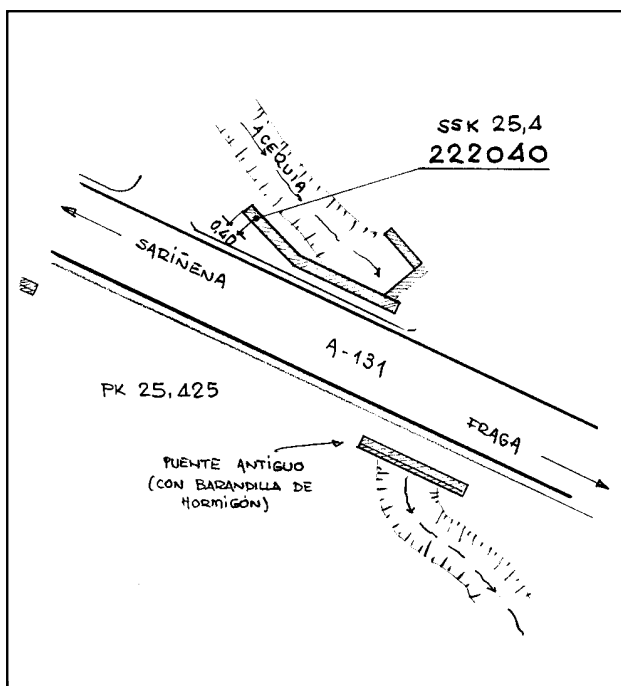 SSK 25,4
222040
ACEQUIA
0,40
SARIÑENA
A-131
PK 25,425
FRAGA
PUENTE ANTIGUO
(CON BARANDILLA DE
HORMIGÓN)